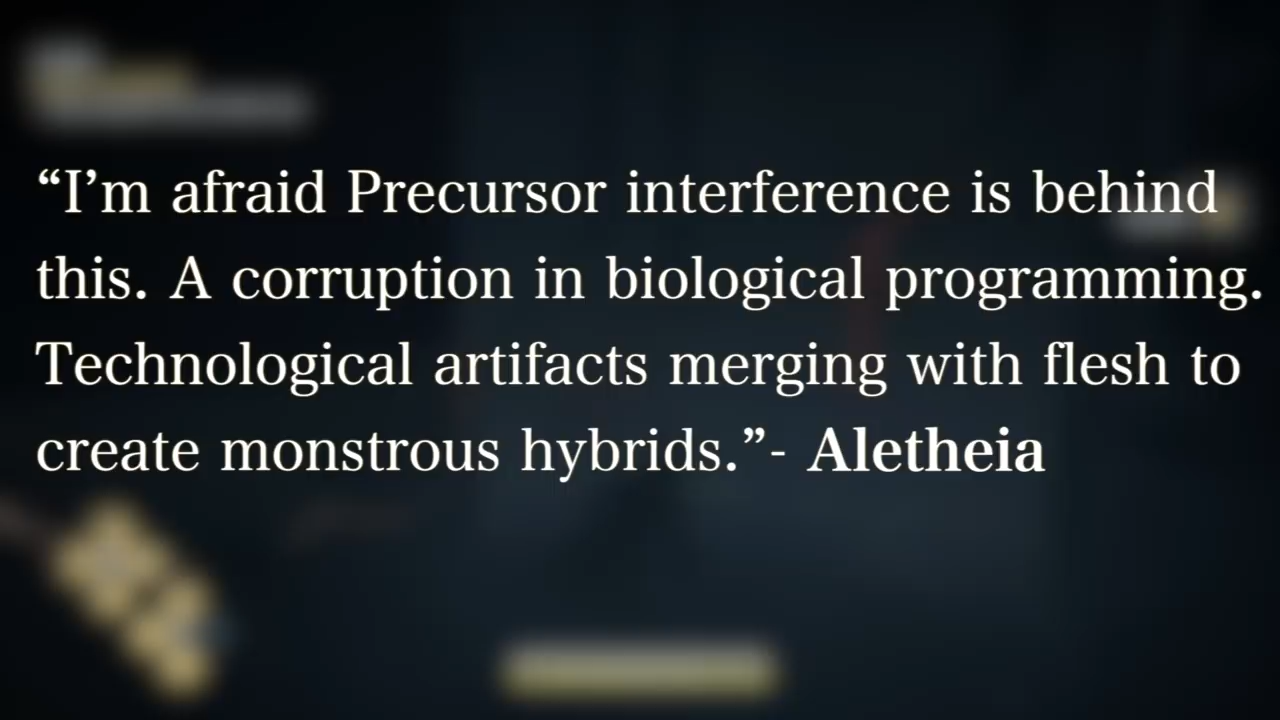 “I’m afraid Precursor interference is behind
this. A corruption in biological programming.
Technological artifacts merging with flesh to
create monstrous hybrids.”- Aletheia